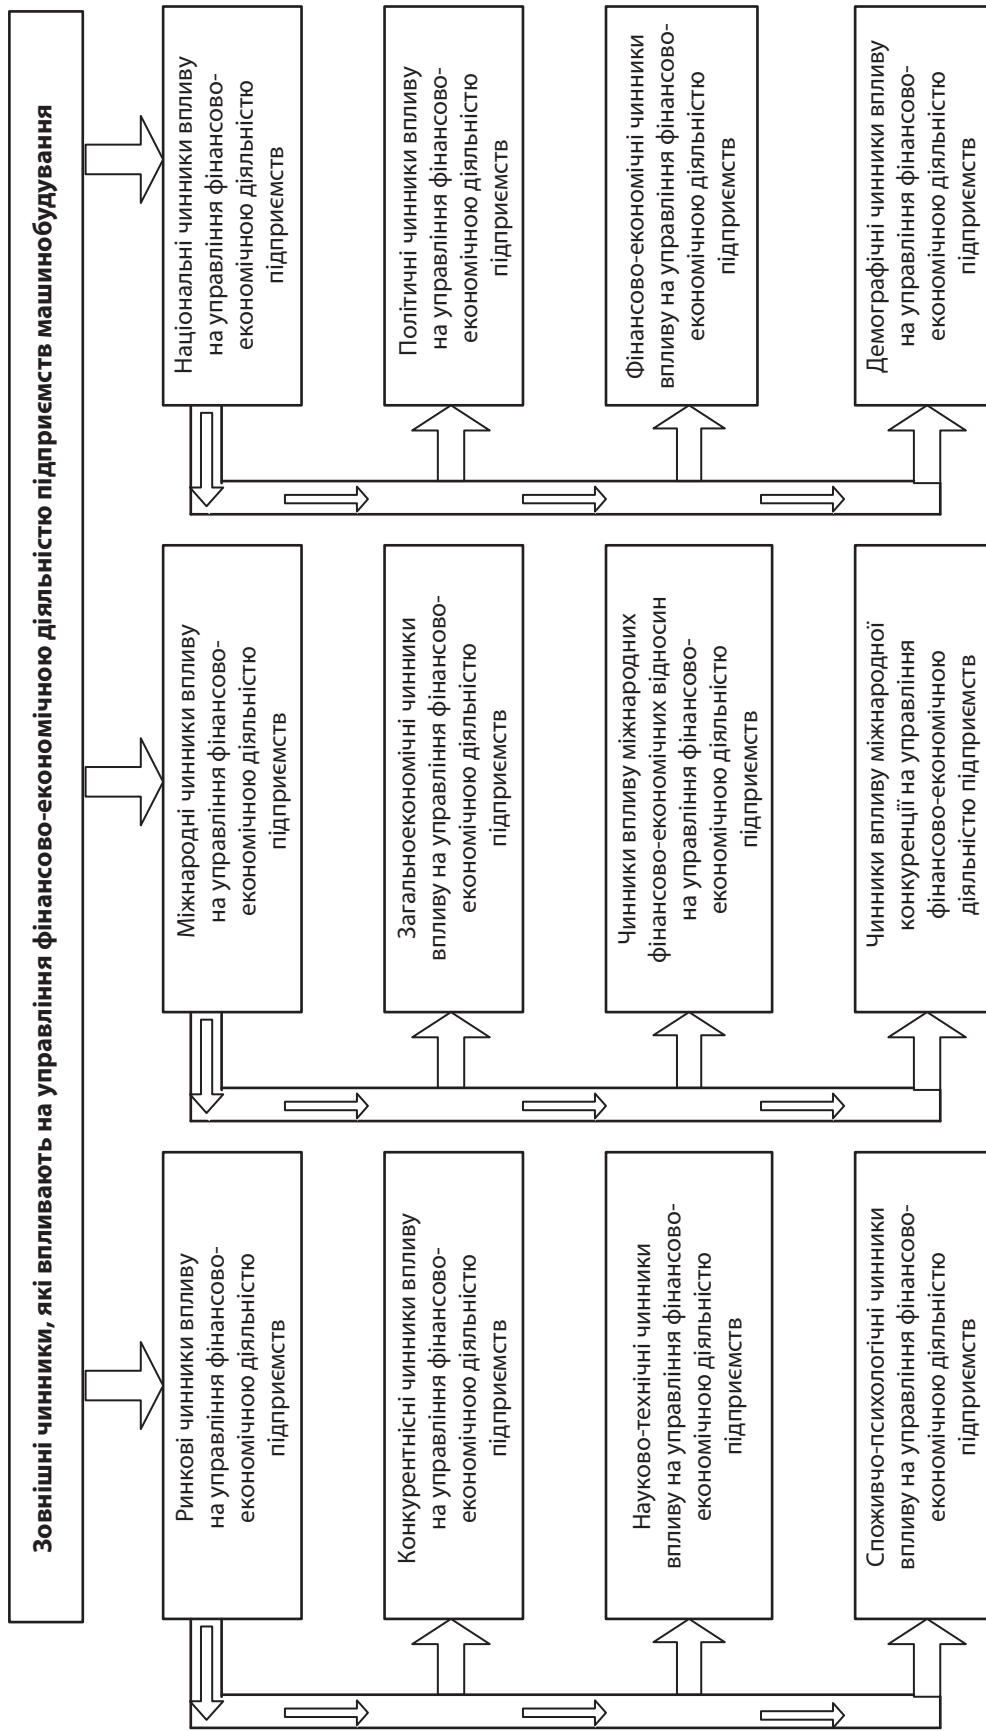 Зовнішні чинники, які впливають на управління фінансово-економічною діяльністю підприємств машинобудування
Ринкові чинники впливу
на управління фінансово-
економічною діяльністю
підприємств
Міжнародні чинники впливу
на управління фінансово-
економічною діяльністю
підприємств
Національні чинники впливу
на управління фінансово-
економічною діяльністю
підприємств
Конкурентнісні чинники впливу
на управління фінансово-
економічною діяльністю
підприємств
Загальноекономічні чинники
впливу на управління фінансово-
економічною діяльністю
підприємств
Політичні чинники впливу
на управління фінансово-
економічною діяльністю
підприємств
Науково-технічні чинники
впливу на управління фінансово-
економічною діяльністю
підприємств
Чинники впливу міжнародних
фінансово-економічних відносин
на управління фінансово-
економічною діяльністю
підприємств
Фінансово-економічні чинники
впливу на управління фінансово-
економічною діяльністю
підприємств
Споживчо-психологічні чинники
впливу на управління фінансово-
економічною діяльністю
підприємств
Чинники впливу міжнародної
конкуренції на управління
фінансово-економічною
діяльністю підприємств
Демографічні чинники впливу
на управління фінансово-
економічною діяльністю
підприємств